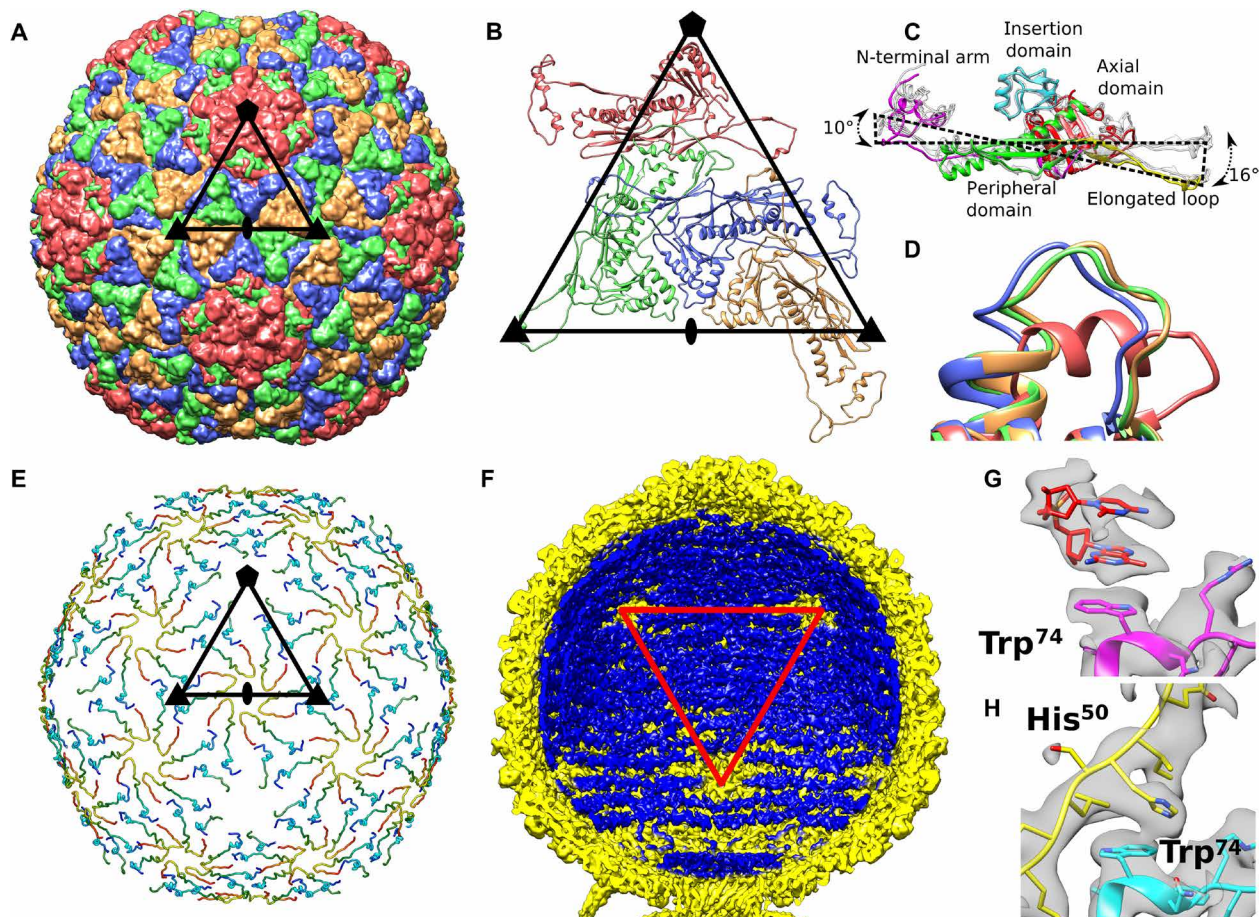 A
B
C
N-terminal arm
Insertion
domain
Axial
domain
10°
16°
Peripheral
domain
Elongated loop
D
E
F
G
Trp74
H
His50
Trp74